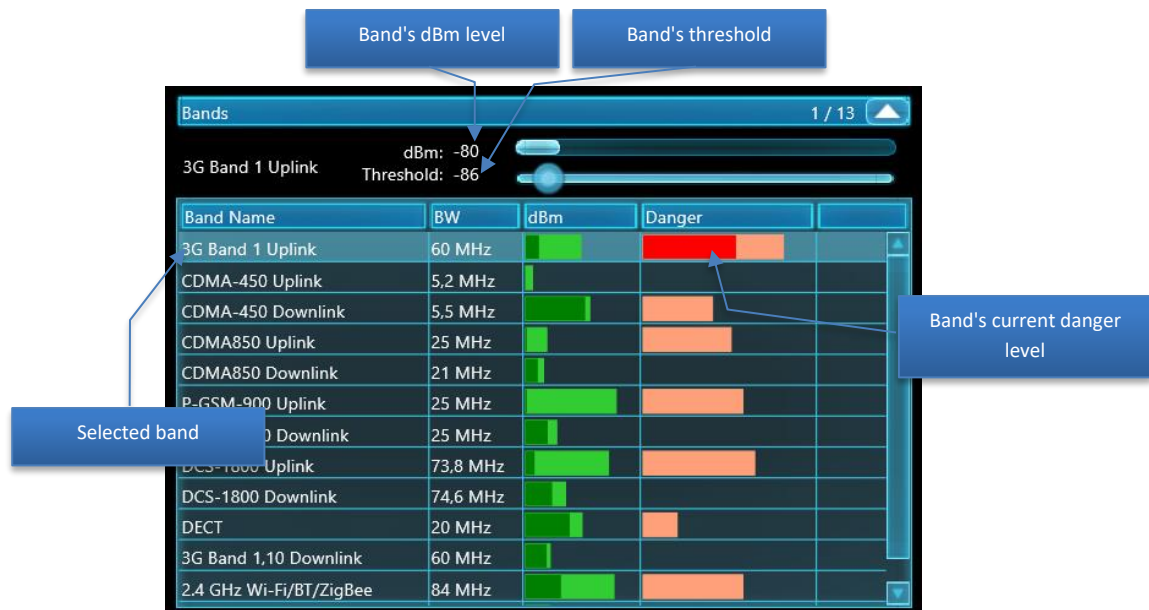 Band's dBm level
Band's threshold
Bands 1 / 13
3G Band 1 Uplink
dBm: -80
Threshold: -86
Band Name BW dBm Danger
3G Band 1 Uplink 60 MHz
CDMA-450 Uplink 5,2 MHz
CDMA-450 Downlink 5,5 MHz
Band's current danger
level
CDMA850 Uplink 25 MHz
CDMA850 Downlink 21 MHz
P-GSM-900 Uplink 25 MHz
Selected band
Downlink 25 MHz
DCS-1800 Uplink 73,8 MHz
DCS-1800 Downlink 74,6 MHz
DECT 20 MHz
3G Band 1,10 Downlink 60 MHz
2.4 GHz Wi-Fi/BT/ZigBee 84 MHz